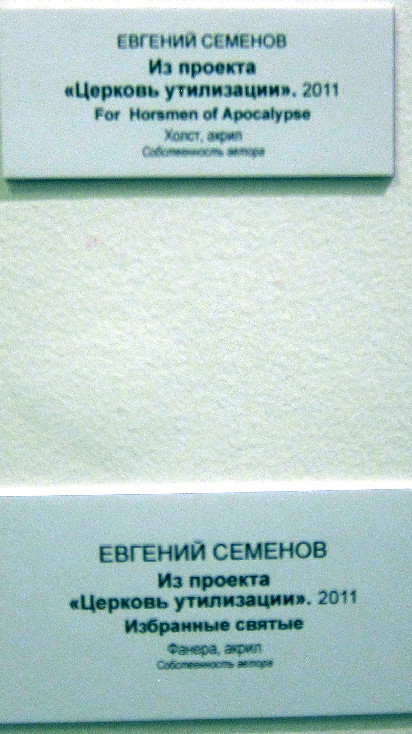 ЕВГЕНИЙ СЕМЕНОВ
Из проекта
«Церковь утилизации». 2011
For Horsmen of Apocalypse
Холст, акрил
Собственность автора
ЕВГЕНИЙ СЕМЕНОВ
Из проекта
«Церковь утилизации». 2011
Избранные святые
Фанера, акрил
Собственность автора